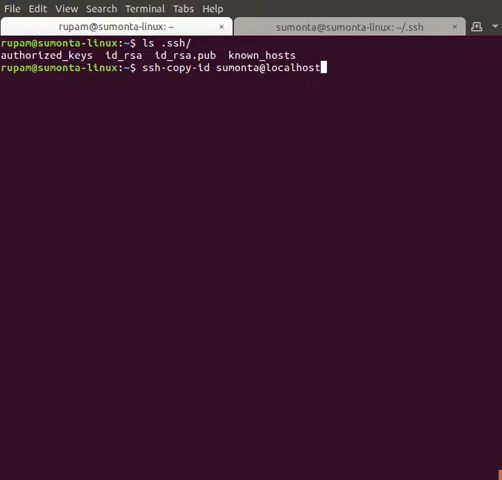 File Edit View Search Terminal Tabs Help
rupam@sumonta-linux: ~ × sumonta@sumonta-linux: ~/.ssh ×
rupam@sumonta-linux:~$ ls .ssh/
authorized_keys id_rsa id_rsa.pub known_hosts
rupam@sumonta-linux:~$ ssh-copy-id sumonta@localhost